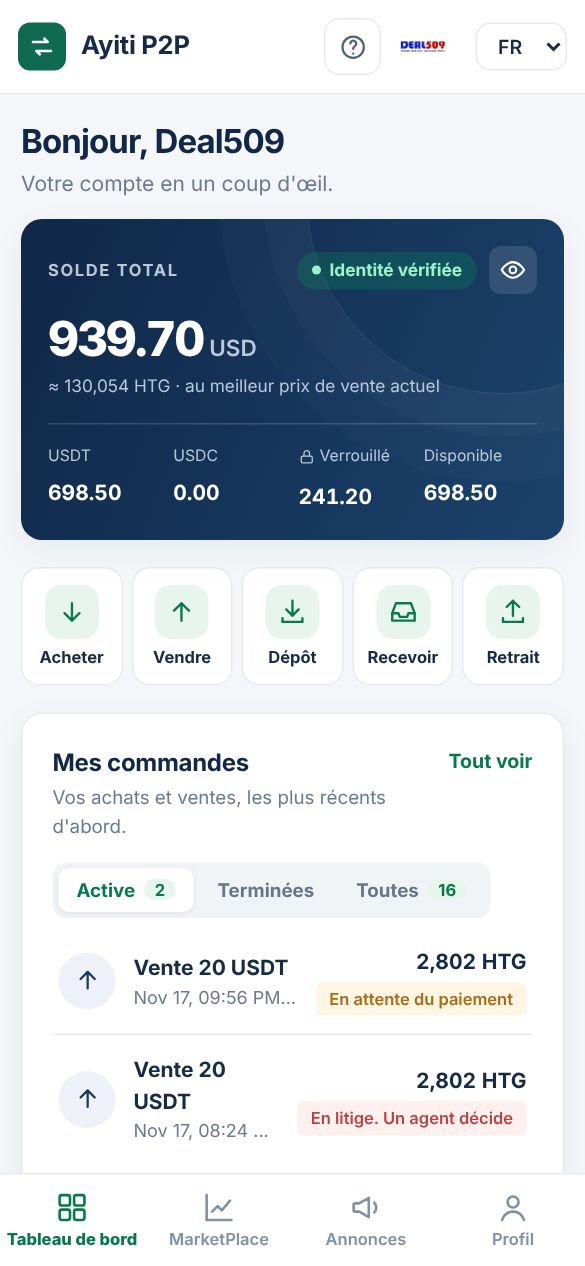 Ayiti P2P
DEAL509
FR
Bonjour, Deal509
Votre compte en un coup d'œil.
SOLDE TOTAL
Identité vérifiée
939.70 USD
≈ 130,054 HTG · au meilleur prix de vente actuel
USDT
USDC
Verrouillé
Disponible
698.50
0.00
241.20
698.50
Acheter
Vendre
Dépôt
Recevoir
Retrait
Mes commandes
Tout voir
Vos achats et ventes, les plus récents
d'abord.
Active 2
Terminées
Toutes 16
Vente 20 USDT
2,802 HTG
Nov 17, 09:56 PM...
En attente du paiement
Vente 20
USDT
2,802 HTG
Nov 17, 08:24 ...
En litige. Un agent décide
Tableau de bord
MarketPlace
Annonces
Profil